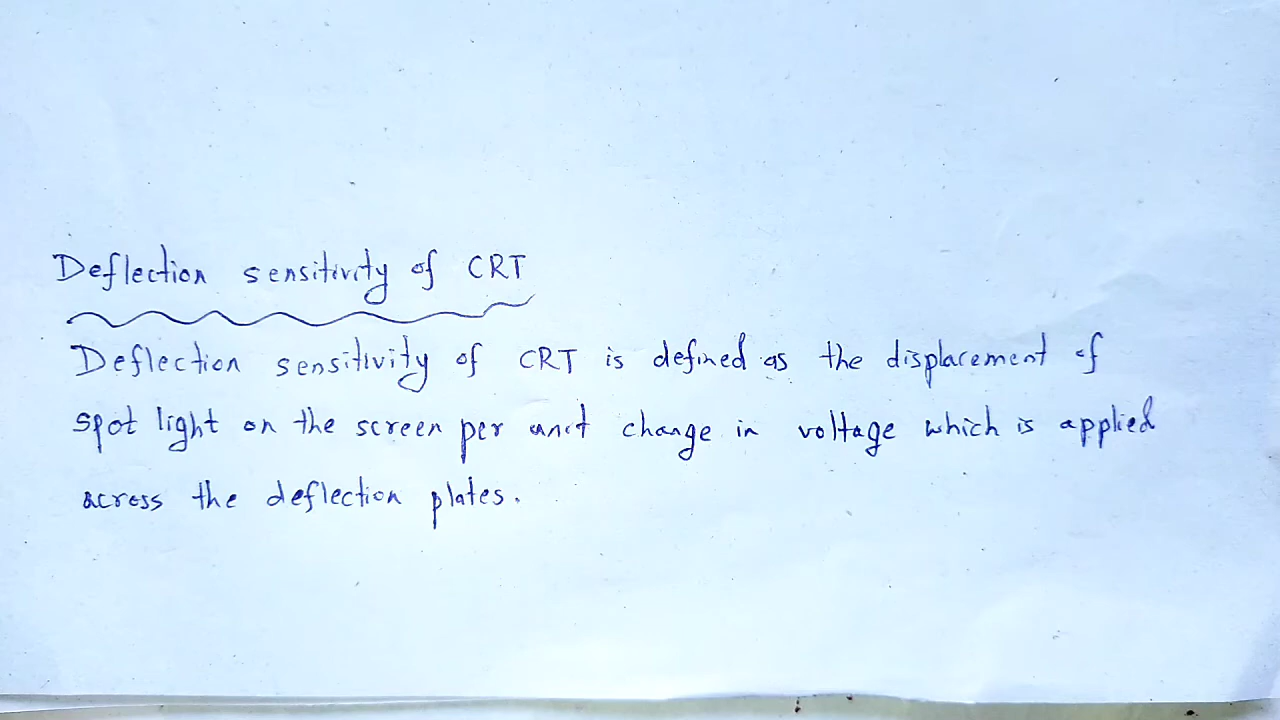 Deflection sensitivity of CRT
Deflection sensitivity of CRT is defined as the displacement of
spot light on the screen per unit change in voltage which is applied
across the deflection plates.